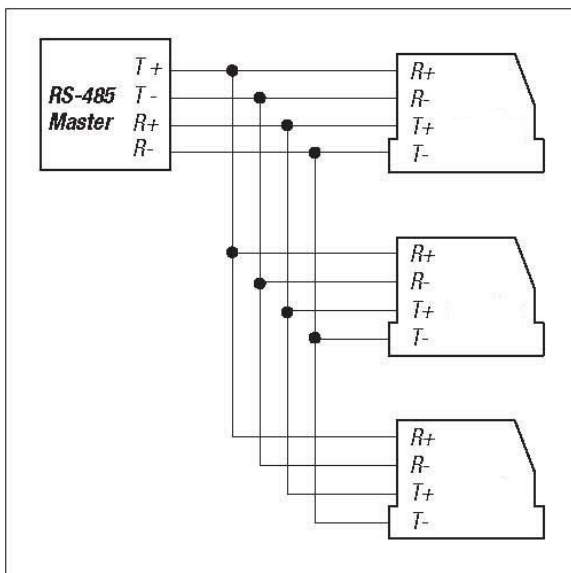 RS-485
Master
T+
T-
R+
R-
R+
R-
T+
T-
R+
R-
T+
T-
R+
R-
T+
T-